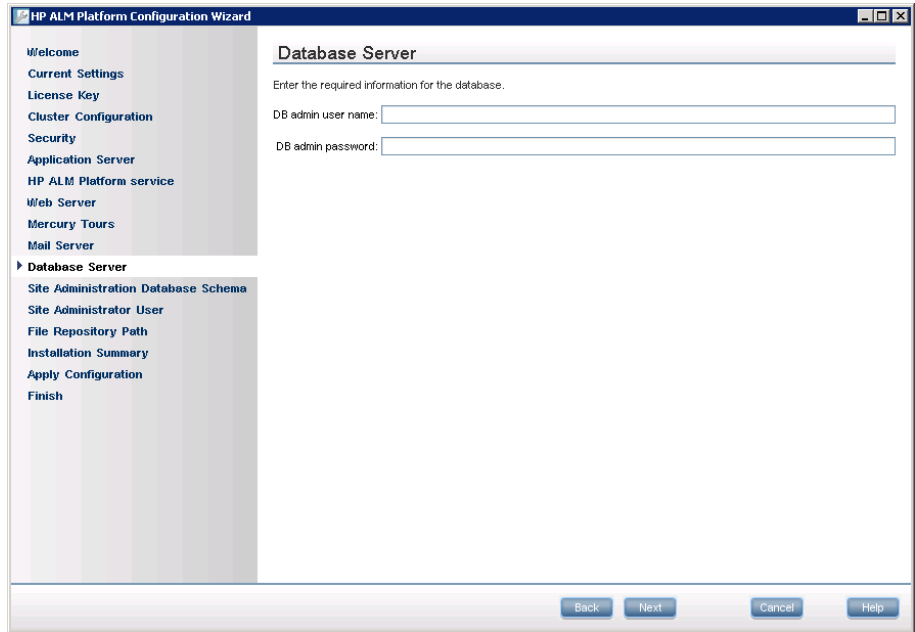 HP ALM Platform Configuration Wizard
Welcome
Current Settings
License Key
Cluster Configuration
Security
Application Server
HP ALM Platform service
Web Server
Mercury Tours
Mail Server
Database Server
Site Administration Database Schema
Site Administrator User
File Repository Path
Installation Summary
Apply Configuration
Finish
Database Server
Enter the required information for the database.
DB admin user name:
DB admin password:
Back Next Cancel Help